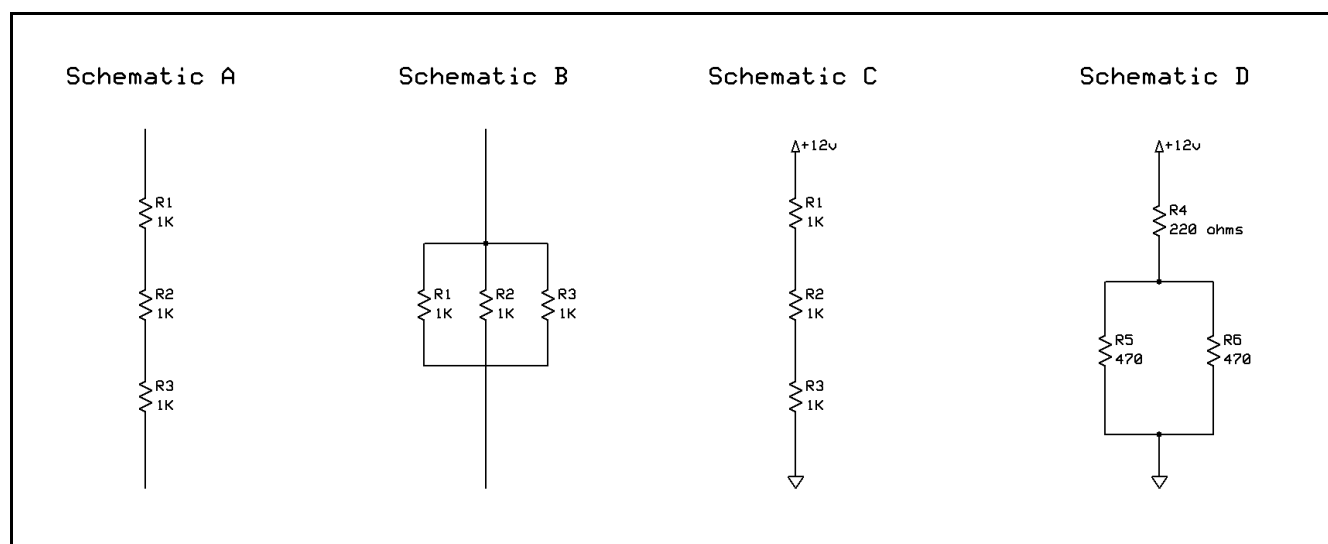 Schematic A
R1
1K
R2
1K
R3
1K
Schematic B
R1
1K
R2
1K
R3
1K
Schematic C
+12v
R1
1K
R2
1K
R3
1K
Schematic D
+12v
R4
220 ohms
R5
470
R6
470